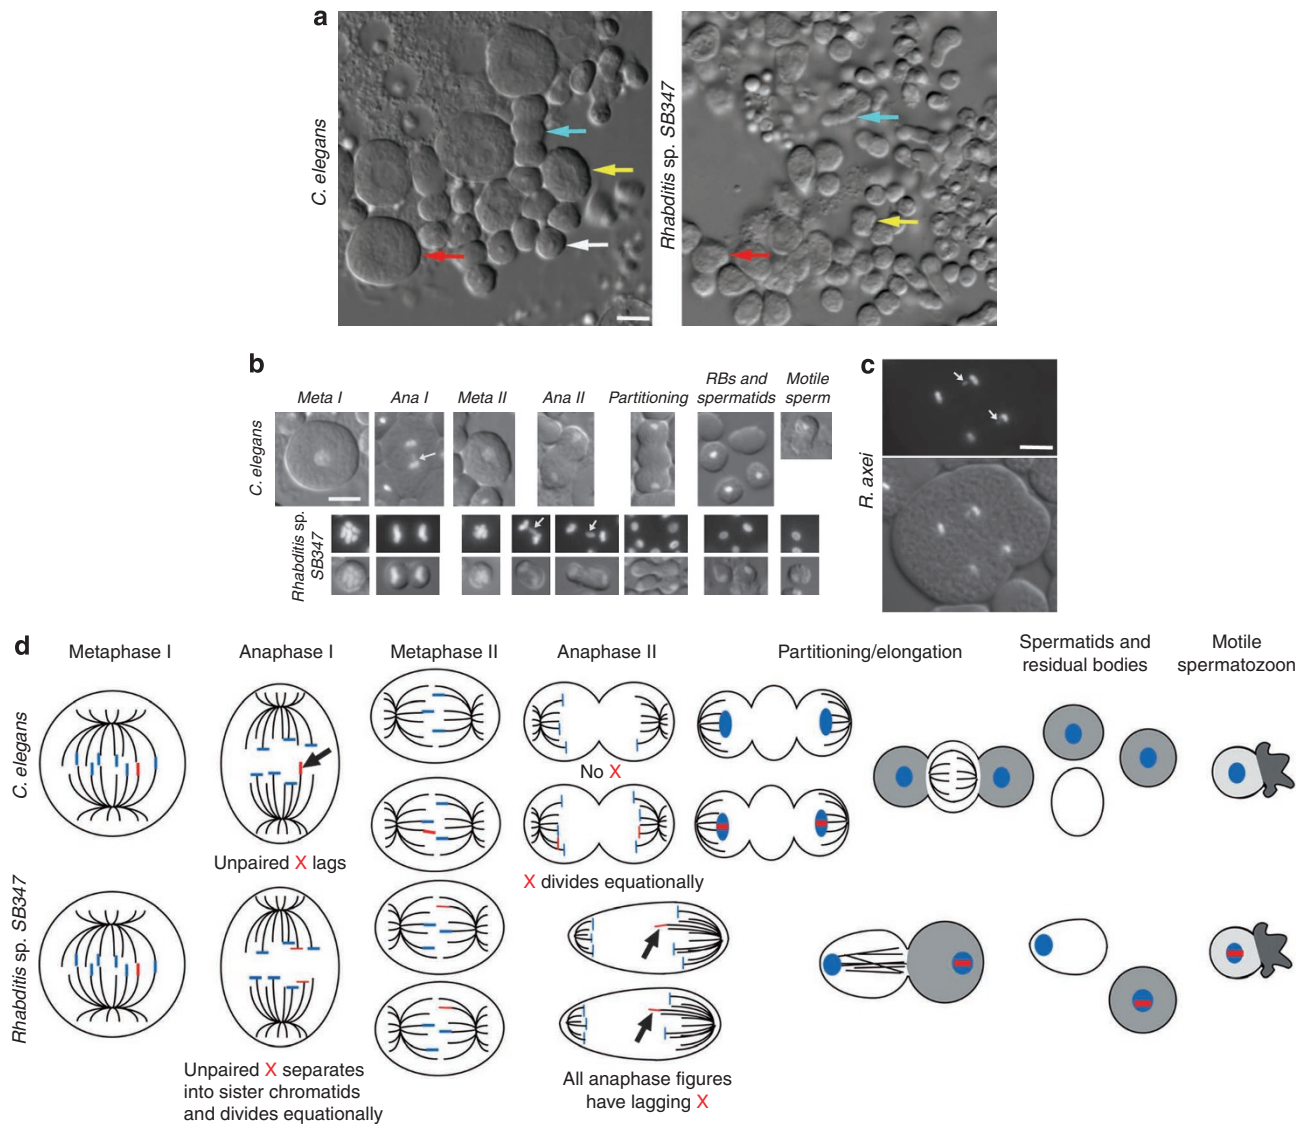 a
C. elegans
Rhabditis sp. SB347
b
Meta I
Ana I
Meta II
Ana II
Partitioning
RBs and
spermatids
Motile
sperm
C. elegans
Rhabditis sp.
SB347
c
R. axei
d
Metaphase I
Anaphase I
Metaphase II
Anaphase II
Partitioning/elongation
Spermatids and
residual bodies
Motile
spermatozoon
C. elegans
No X
Unpaired X lags
X divides equationally
Rhabditis sp. SB347
Unpaired X separates
into sister chromatids
and divides equationally
All anaphase figures
have lagging X